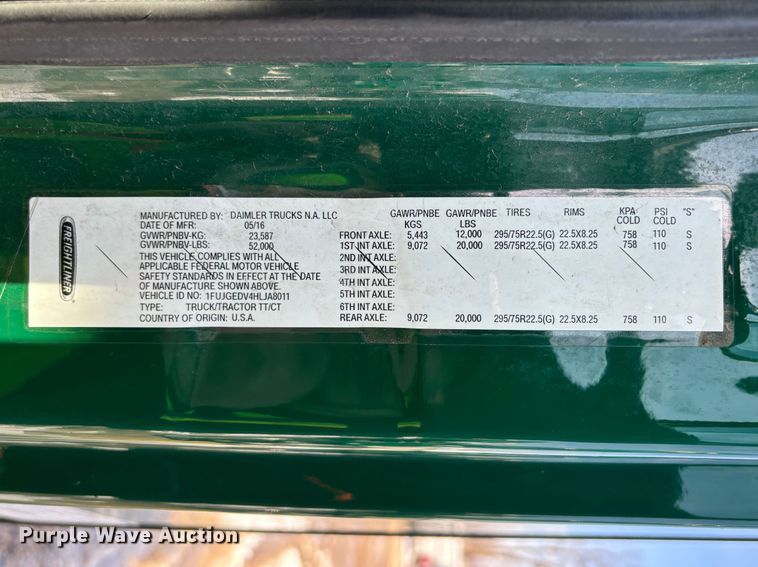 FREIGHTLINER
MANUFACTURED BY: DAIMLER TRUCKS N.A. LLC
DATE OF MFR: 05/16
GVWR/PNBV-KG: 23,587
GVWR/PNBV-LBS: 52,000
THIS VEHICLE COMPLIES WITH ALL
APPLICABLE FEDERAL MOTOR VEHICLE
SAFETY STANDARDS IN EFFECT AT THE DATE
OF MANUFACTURE SHOWN ABOVE.
VEHICLE ID NO: 1FUJGEDV4HLJA8011
TYPE: TRUCK/TRACTOR TT/CT
COUNTRY OF ORIGIN: U.S.A.
GAWR/PNBE GAWR/PNBE TIRES RIMS KPA PSI "S"
KGS LBS COLD COLD
FRONT AXLE: 5,443 12,000 295/75R22.5(G) 22.5X8.25 758 110 S
1ST INT AXLE: 9,072 20,000 295/75R22.5(G) 22.5X8.25 758 110 S
2ND INT AXLE:
3RD INT AXLE:
4TH INT AXLE:
5TH INT AXLE:
6TH INT AXLE:
REAR AXLE: 9,072 20,000 295/75R22.5(G) 22.5X8.25 758 110 S
Purple Wave Auction